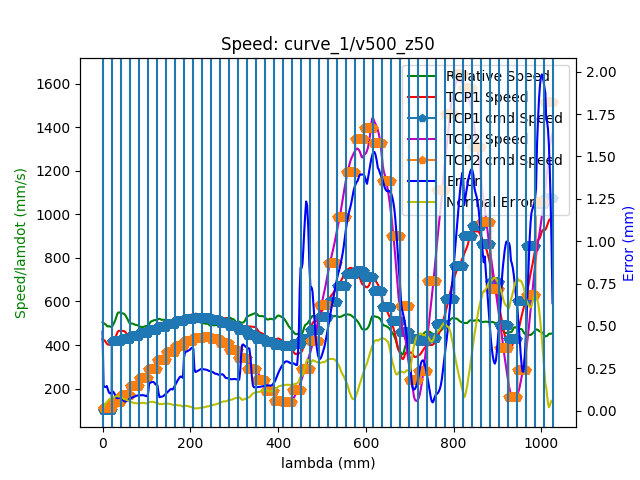 Speed: curve_1/v500_z50
Relative Speed
TCP1 Speed
TCP1 cmd Speed
TCP2 Speed
TCP2 cmd Speed
Error
Normal Error
Speed/lamdot (mm/s)
1600
1400
1200
1000
800
600
400
200
2.00
1.75
1.50
1.25
1.00
0.75
0.50
0.25
0.00
Error (mm)
0 200 400 600 800 1000
lambda (mm)